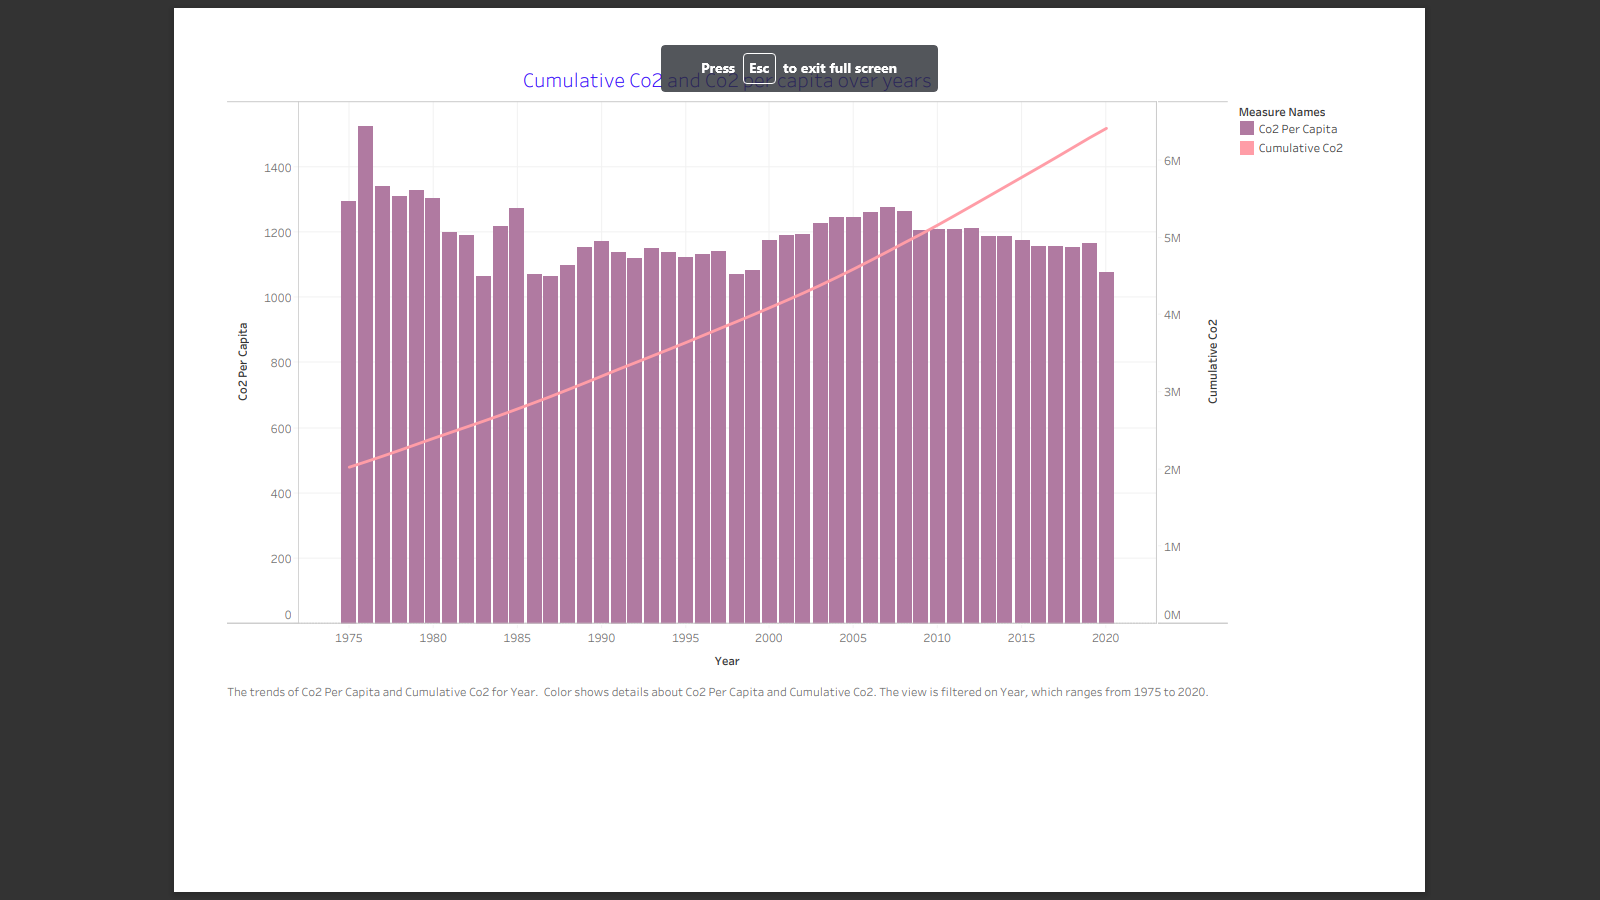 Press Esc to exit full screen
Cumulative Co2 and Co2 per capita over years
Measure Names
Co2 Per Capita
Cumulative Co2
1400
1200
1000
800
600
400
200
0
Co2 Per Capita
6M
5M
4M
3M
2M
1M
0M
Cumulative Co2
1975 1980 1985 1990 1995 2000 2005 2010 2015 2020
Year
The trends of Co2 Per Capita and Cumulative Co2 for Year. Color shows details about Co2 Per Capita and Cumulative Co2. The view is filtered on Year, which ranges from 1975 to 2020.